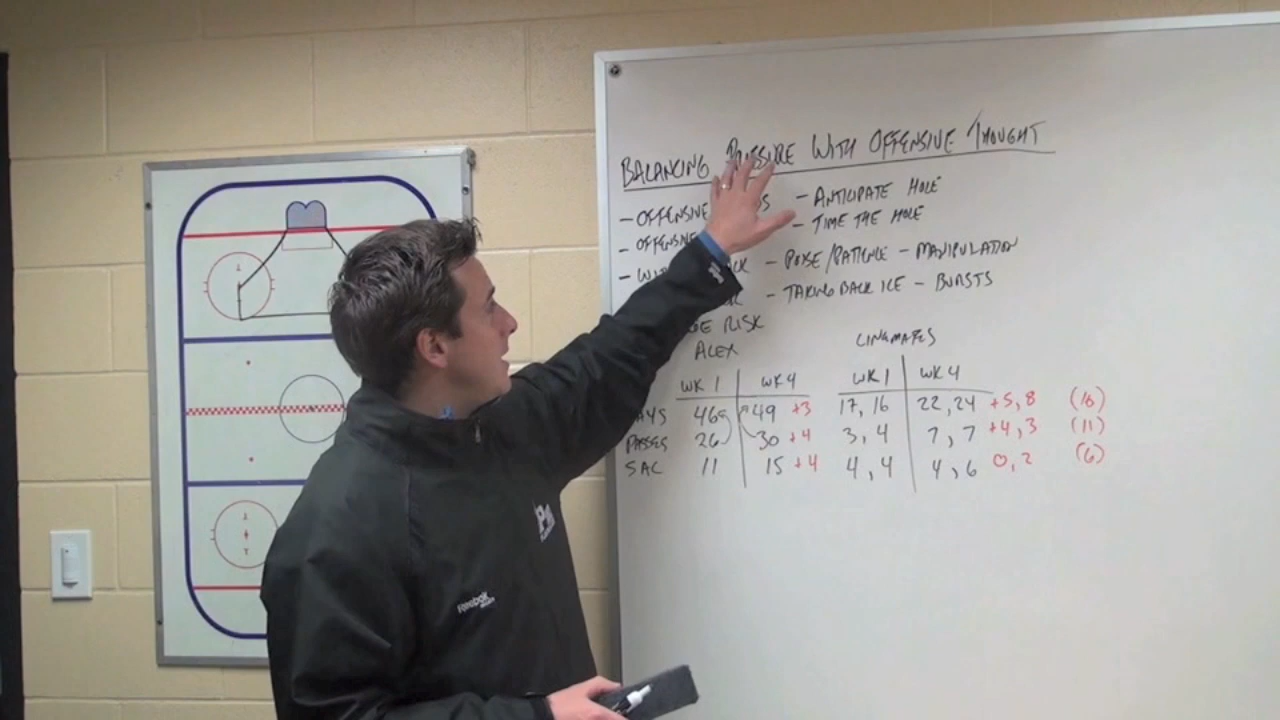 BALANCING PRESSURE WITH OFFENSIVE THOUGHT
- OFFENSIVE - ANTICIPATE HOLE
- OFFENSIVE - TIME THE HOLE
- POISE/PATIENCE - MANIPULATION
- TAKING BACK ICE - BURSTS
RISK
ALEX LINEMATES
WK 1 WK 4 WK 1 WK 4
46 49 +3 17, 16 22, 24 +5, 8 (16)
PASSES 26 30 +4 3, 4 7, 7 +4, 3 (11)
SAC 11 15 +4 4, 4 4, 6 0, 2 (6)
Reebok